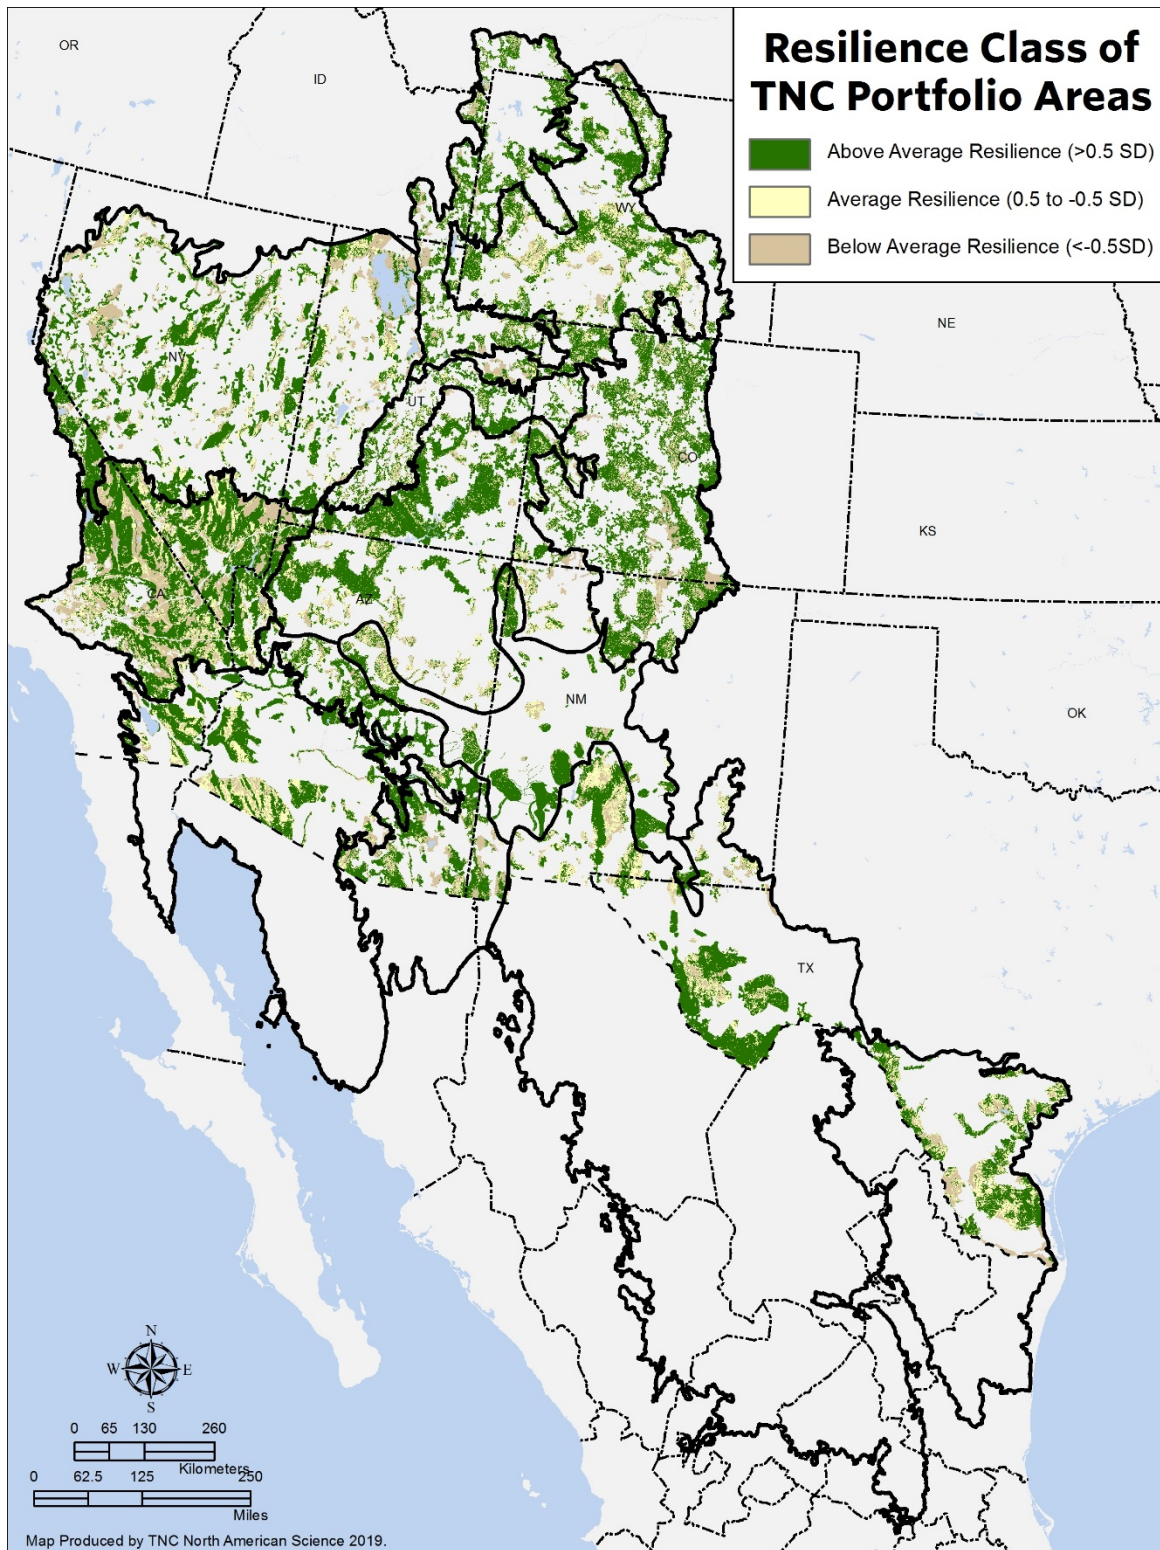 Resilience Class of
TNC Portfolio Areas
Above Average Resilience (>0.5 SD)
Average Resilience (0.5 to -0.5 SD)
Below Average Resilience (<-0.5SD)
OR
ID
WY
NE
NV
UT
CO
KS
CA
AZ
NM
OK
TX
N
W E
S
0 65 130 260
Kilometers
0 62.5 125 250
Miles
Map Produced by TNC North American Science 2019.